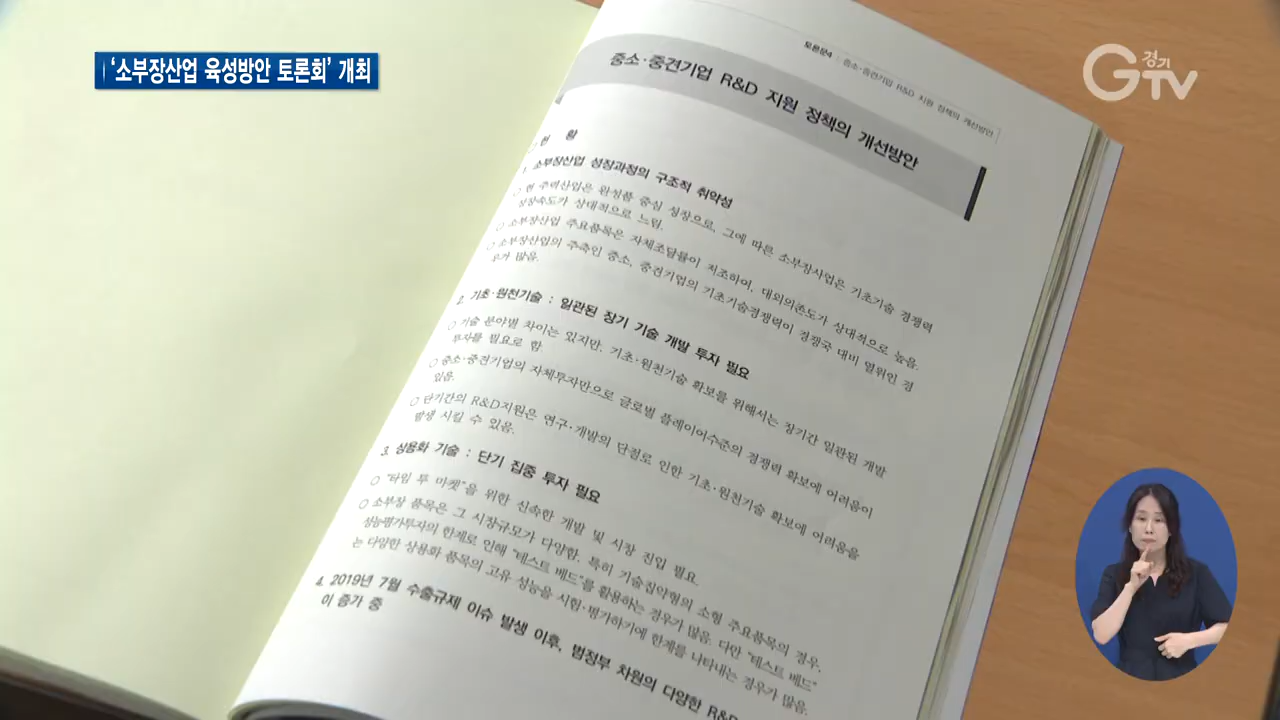 ‘소부장산업 육성방안 토론회’ 개최
경기
GTV
토론문4 : 중소·중견기업 R&D 지원 정책의 개선방안
중소·중견기업 R&D 지원 정책의 개선방안
현 황
1. 소부장산업 성장과정의 구조적 취약성
○ 현 주력산업은 완성품 중심 성장으로, 그에 따른 소부장사업은 기초기술 경쟁력
성장속도가 상대적으로 느림.
○ 소부장산업 주요품목은 자체조달률이 저조하여, 대외의존도가 상대적으로 높음.
○ 소부장산업의 주축인 중소, 중견기업의 기초기술경쟁력이 경쟁국 대비 열위인 경
우가 많음.
2. 기초·원천기술 : 일관된 장기 기술 개발 투자 필요
○ 기술 분야별 차이는 있지만, 기초·원천기술 확보를 위해서는 장기간 일관된 개발
투자를 필요로 함
○ 중소·중견기업의 자체투자만으로 글로벌 플레이어수준의 경쟁력 확보에 어려움이
있음.
○ 단기간의 R&D지원은 연구·개발의 단절로 인한 기초·원천기술 확보에 어려움을
발생 시킬 수 있음.
3. 상용화 기술 : 단기 집중 투자 필요
○ "타임 투 마켓"을 위한 신속한 개발 및 시장 진입 필요
○ 소부장 품목은 그 시장규모가 다양함. 특히 기술집약형의 소형 주요품목의 경우,
성능평가투자의 한계로 인해 "테스트 베드"를 활용하는 경우가 많음. 다만 "테스트 베드"
는 다양한 상용화 품목의 고유 성능을 시험·평가하기에 한계를 나타내는 경우가 많음.
4. 2019년 7월 수출규제 이슈 발생 이후, 범정부 차원의 다양한 R&D
이 증가 중